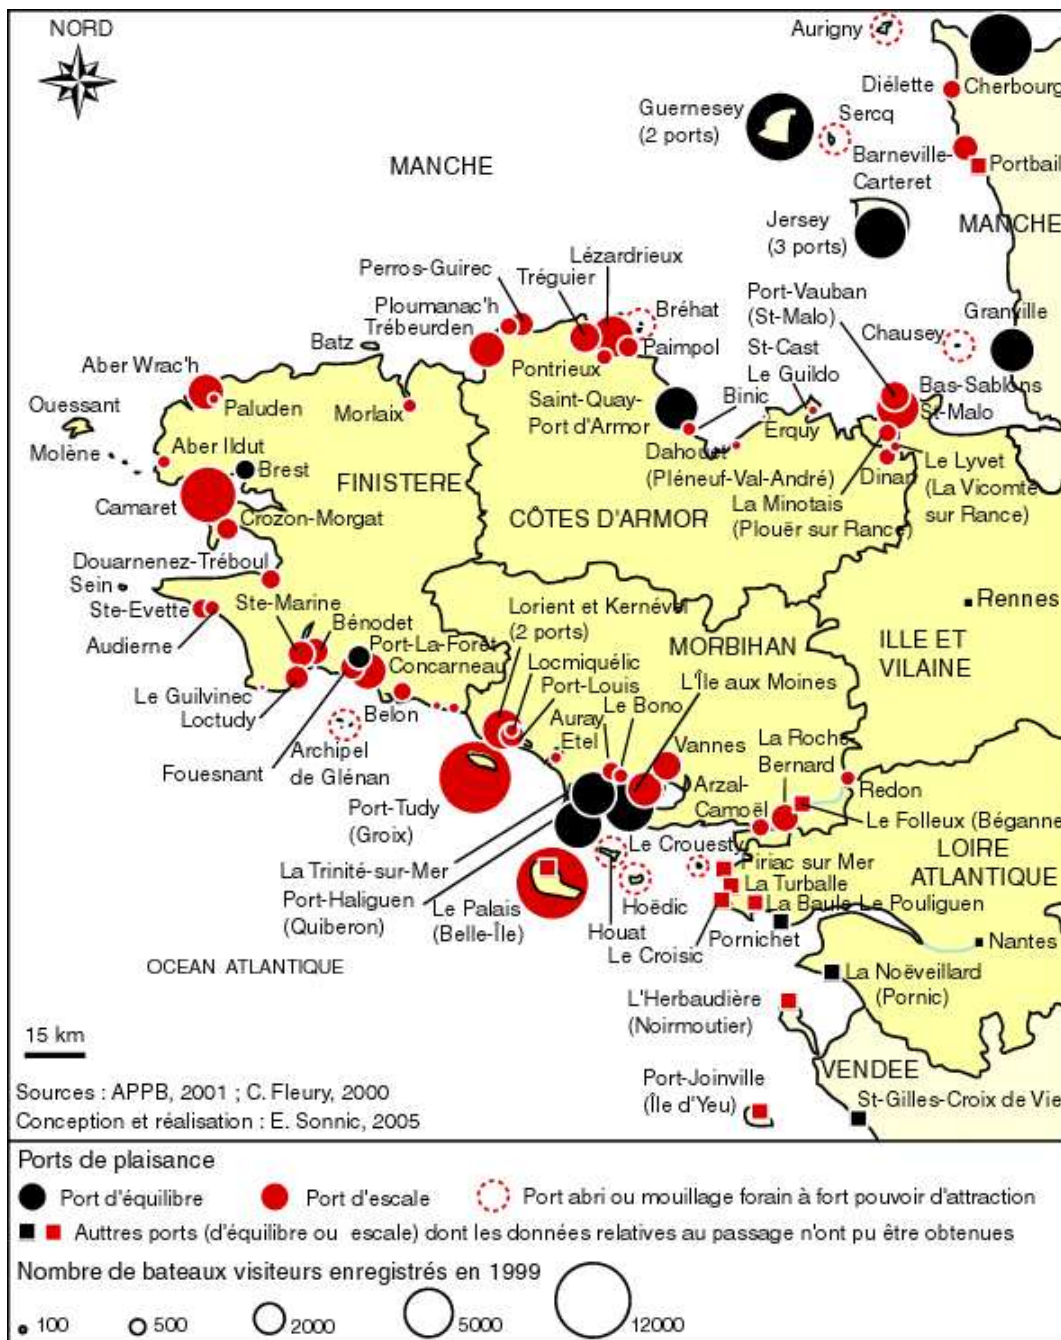 NORD
Aurigny
Diélette
Cherbourg
Guernesey
(2 ports)
Sercq
MANCHE
Barneville-
Carteret
Portbail
Jersey
(3 ports)
MANCHE
Lézardrieux
Perros-Guirec
Tréguier
Port-Vauban
(St-Malo)
Granville
Ploumanac'h
Trébeurden
Bréhat
Chausey
Batz
Paimpol
St-Cast
Le Guildo
Aber Wrac'h
Pontrieux
Bas-Sablons
St-Malo
Ouessant
Paluden
Morlaix
Saint-Quay-
Port d'Armor
Binic
Erquy
Molène
Aber Ildut
Brest
Dahouet
(Pléneuf-Val-André)
Dinan
Le Lyvet
(La Vicomte
sur Rance)
Camaret
FINISTERE
CÔTES D'ARMOR
La Minotais
(Plouër sur Rance)
Crozon-Morgat
Douarnenez-Tréboul
Sein
Ste-Evette
Ste-Marine
Lorient et Kernével
(2 ports)
Rennes
Audierne
Bénodet
Port-La-Forêt
Concarneau
Locmiquélic
Port-Louis
MORBIHAN
ILLE ET
VILAINE
Le Guilvinec
Loctudy
Belon
Auray
Etel
Le Bono
L'Île aux Moines
Fouesnant
Archipel
de Glénan
Vannes
La Roche
Bernard
Arzal-
Camoël
Redon
Port-Tudy
(Groix)
Le Folleux (Béganne
La Trinité-sur-Mer
Le Crouesty
Piriac sur Mer
LOIRE
ATLANTIQUE
Port-Haliguen
(Quiberon)
Le Palais
(Belle-Île)
Hoëdic
La Turballe
La Baule-Le Pouliguen
Houat
Le Croisic
Pornichet
Nantes
OCEAN ATLANTIQUE
La Noëveillard
(Pornic)
L'Herbaudière
(Noirmoutier)
15 km
VENDEE
Port-Joinville
(Île d'Yeu)
St-Gilles-Croix de Vie
Sources : APPB, 2001 ; C. Fleury, 2000
Conception et réalisation : E. Sonnic, 2005
Ports de plaisance
Port d'équilibre
Port d'escale
Port abri ou mouillage forain à fort pouvoir d'attraction
Autres ports (d'équilibre ou escale) dont les données relatives au passage n'ont pu être obtenues
Nombre de bateaux visiteurs enregistrés en 1999
100
500
2000
5000
12000